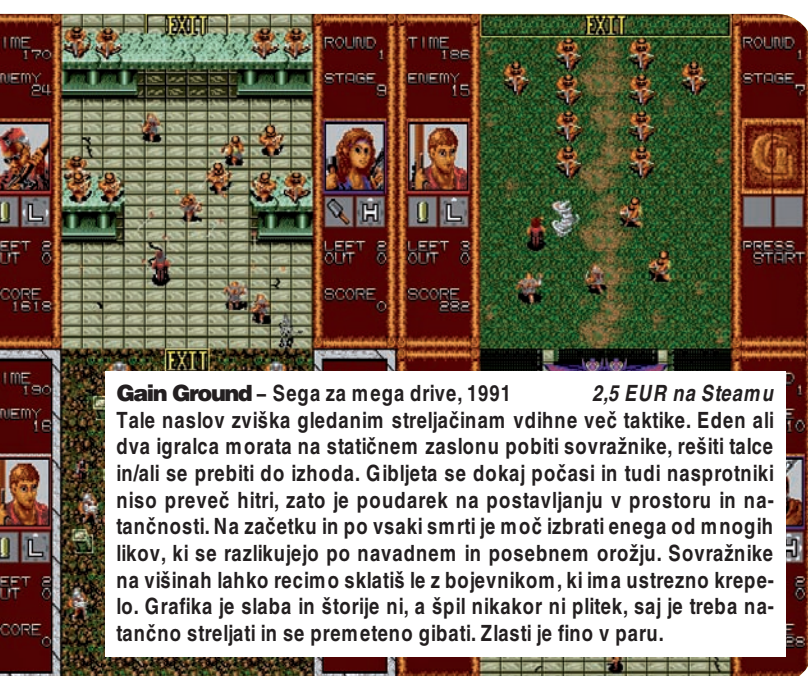 EXIT
TIME
170
ENEMY
24
L
LEFT 2
OUT 0
SCORE
1618
ROUND
1
STAGE
9
H
LEFT 2
OUT 0
SCORE
0
EXIT
TIME
186
ENEMY
15
L
LEFT 3
OUT 0
SCORE
282
ROUND
1
STAGE
7
G
PRESS
START
EXIT
TIME
190
ENEMY
16
L
SCORE
Gain Ground – Sega za mega drive, 1991 2,5 EUR na Steamu
Tale naslov zviška gledanim streljačinam vdihne več taktike. Eden ali
dva igralca morata na statičnem zaslonu pobiti sovražnike, rešiti talce
in/ali se prebiti do izhoda. Gibljeta se dokaj počasi in tudi nasprotniki
niso preveč hitri, zato je poudarek na postavljanju v prostoru in na-
tančnosti. Na začetku in po vsaki smrti je moč izbrati enega od mnogih
likov, ki se razlikujejo po navadnem in posebnem orožju. Sovražnike
na višinah lahko recimo sklatiš le z bojevnikom, ki ima ustrezno krepe-
lo. Grafika je slaba in štorije ni, a špil nikakor ni plitek, saj je treba na-
tančno streljati in se premeteno gibati. Zlasti je fino v paru.